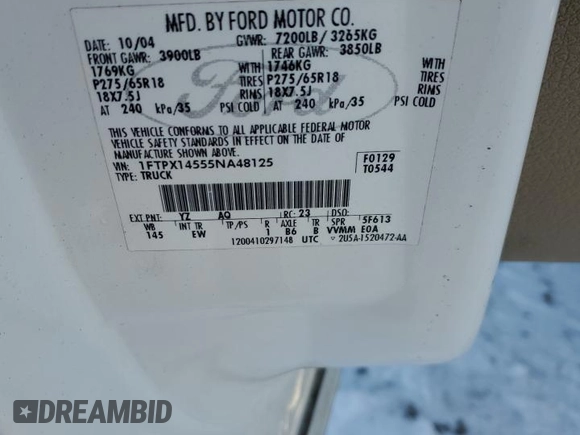 MFD. BY FORD MOTOR CO.
DATE: 10/04 GVWR: 7200LB/ 3265KG
FRONT GAWR: 3900LB REAR GAWR: 3850LB
1769KG WITH 1746KG WITH
P275/65R18 TIRES P275/65R18 TIRES
18X7.5J RIMS 18X7.5J RIMS
AT 240 kPa/35 PSI COLD AT 240 kPa/35 PSI COLD
Ford
THIS VEHICLE CONFORMS TO ALL APPLICABLE FEDERAL MOTOR
VEHICLE SAFETY STANDARDS IN EFFECT ON THE DATE OF
MANUFACTURE SHOWN ABOVE.
VIN: 1FTPX14555NA48125 F0129
TYPE: TRUCK T0544
EXT PNT: YZ AQ RC: 23 DSO:
WB INT TR TP/PS R AXLE TR SPR 5F613
145 EW 1 B6 B VVMM E0A
1200410297148 UTC 2U5A-1520472-AA
DREAMBID